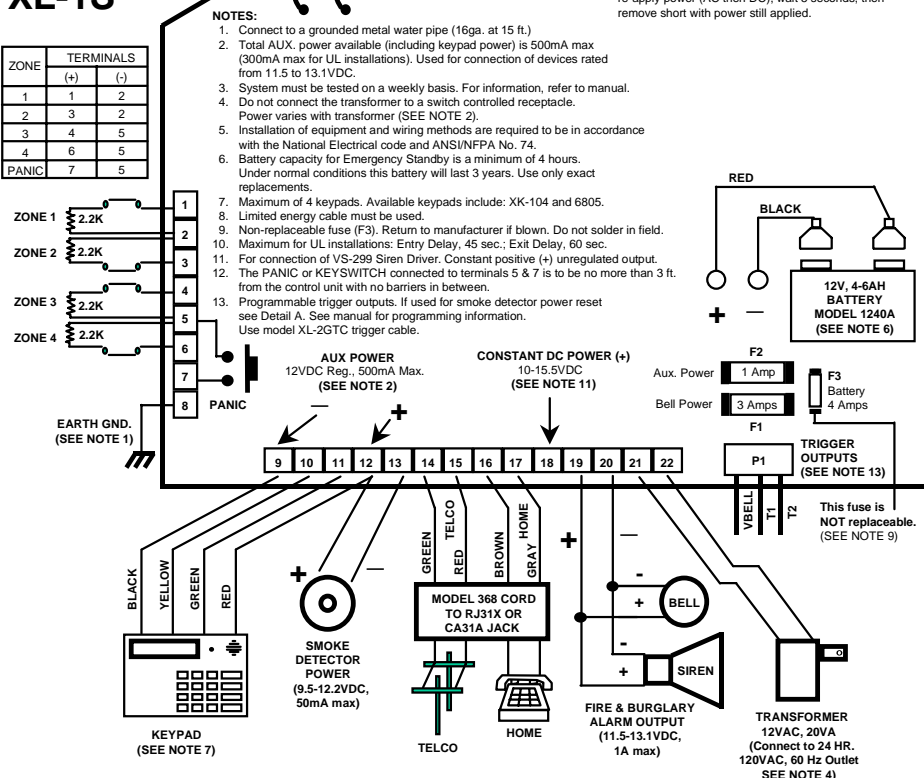 XL-1S
re-apply power (AC then DC), wait 5 seconds, then
remove short with power still applied.
NOTES:
1. Connect to a grounded metal water pipe (16ga. at 15 ft.)
2. Total AUX. power available (including keypad power) is 500mA max
(300mA max for UL installations). Used for connection of devices rated
from 11.5 to 13.1VDC.
3. System must be tested on a weekly basis. For information, refer to manual.
4. Do not connect the transformer to a switch controlled receptacle.
Power varies with transformer (SEE NOTE 2).
5. Installation of equipment and wiring methods are required to be in accordance
with the National Electrical code and ANSI/NFPA No. 74.
6. Battery capacity for Emergency Standby is a minimum of 4 hours.
Under normal conditions this battery will last 3 years. Use only exact
replacements.
7. Maximum of 4 keypads. Available keypads include: XK-104 and 6805.
8. Limited energy cable must be used.
9. Non-replaceable fuse (F3). Return to manufacturer if blown. Do not solder in field.
10. Maximum for UL installations: Entry Delay, 45 sec.; Exit Delay, 60 sec.
11. For connection of VS-299 Siren Driver. Constant positive (+) unregulated output.
12. The PANIC or KEYSWITCH connected to terminals 5 & 7 is to be no more than 3 ft.
from the control unit with no barriers in between.
13. Programmable trigger outputs. If used for smoke detector power reset
see Detail A. See manual for programming information.
Use model XL-2GTC trigger cable.
ZONE TERMINALS
(+) (-)
1 1 2
2 3 2
3 4 5
4 6 5
PANIC 7 5
ZONE 1 2.2K
ZONE 2 2.2K
ZONE 3 2.2K
ZONE 4 2.2K
1
2
3
4
5
6
7
8
PANIC
EARTH GND.
(SEE NOTE 1)
RED
BLACK
+ —
12V, 4-6AH
BATTERY
MODEL 1240A
(SEE NOTE 6)
AUX POWER
12VDC Reg., 500mA Max.
(SEE NOTE 2)
— +
CONSTANT DC POWER (+)
10-15.5VDC
(SEE NOTE 11)
F2
Aux. Power 1 Amp
Bell Power 3 Amps
F1
F3
Battery
4 Amps
P1
TRIGGER
OUTPUTS
(SEE NOTE 13)
VBELL
T1
T2
This fuse is
NOT replaceable.
(SEE NOTE 9)
9 10 11 12 13 14 15 16 17 18 19 20 21 22
BLACK
YELLOW
GREEN
RED
KEYPAD
(SEE NOTE 7)
+ —
SMOKE
DETECTOR
POWER
(9.5-12.2VDC,
50mA max)
GREEN
TELCO
RED
BROWN
HOME
GRAY
MODEL 368 CORD
TO RJ31X OR
CA31A JACK
TELCO
HOME
+ —
-
+ BELL
-
+ SIREN
FIRE & BURGLARY
ALARM OUTPUT
(11.5-13.1VDC,
1A max)
TRANSFORMER
12VAC, 20VA
(Connect to 24 HR.
120VAC, 60 Hz Outlet
SEE NOTE 4)